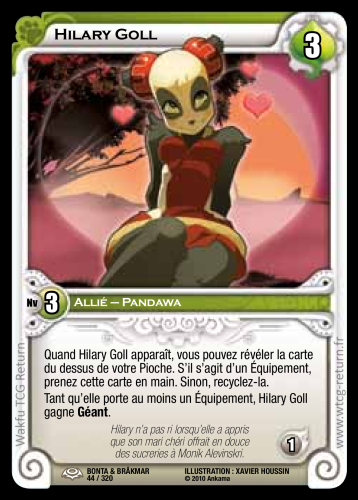 HILARY GOLL
3
Nv 3 ALLIÉ – PANDAWA
Quand Hilary Goll apparaît, vous pouvez révéler la carte
du dessus de votre Pioche. S'il s'agit d'un Équipement,
prenez cette carte en main. Sinon, recyclez-la.
Tant qu'elle porte au moins un Équipement, Hilary Goll
gagne Géant.
Hilary n'a pas ri lorsqu'elle a appris
que son mari chéri offrait en douce
des sucreries à Monik Alevinskri.
1
BONTA & BRÂKMAR
44 / 320
ILLUSTRATION : XAVIER HOUSSIN
© 2010 Ankama
Wakfu TCG Return
www.wtcg-return.fr